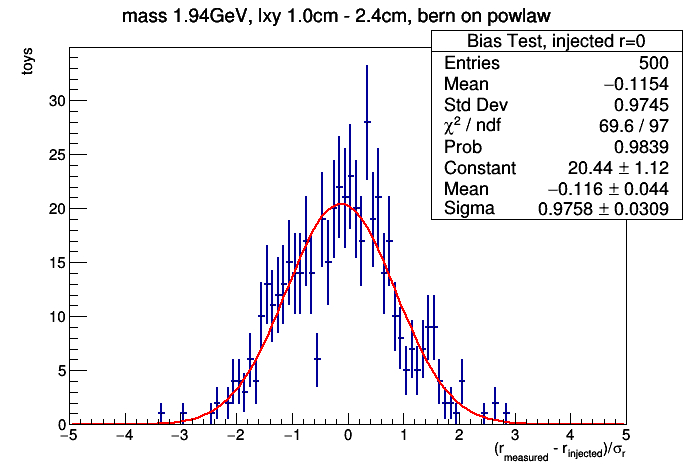 mass 1.94GeV, lxy 1.0cm - 2.4cm, bern on powlaw
toys
Bias Test, injected r=0
Entries 500
Mean −0.1154
Std Dev 0.9745
χ² / ndf 69.6 / 97
Prob 0.9839
Constant 20.44 ± 1.12
Mean −0.116 ± 0.044
Sigma 0.9758 ± 0.0309
30
25
20
15
10
5
0
−5 −4 −3 −2 −1 0 1 2 3 4 5
(r_measured - r_injected)/σ_r